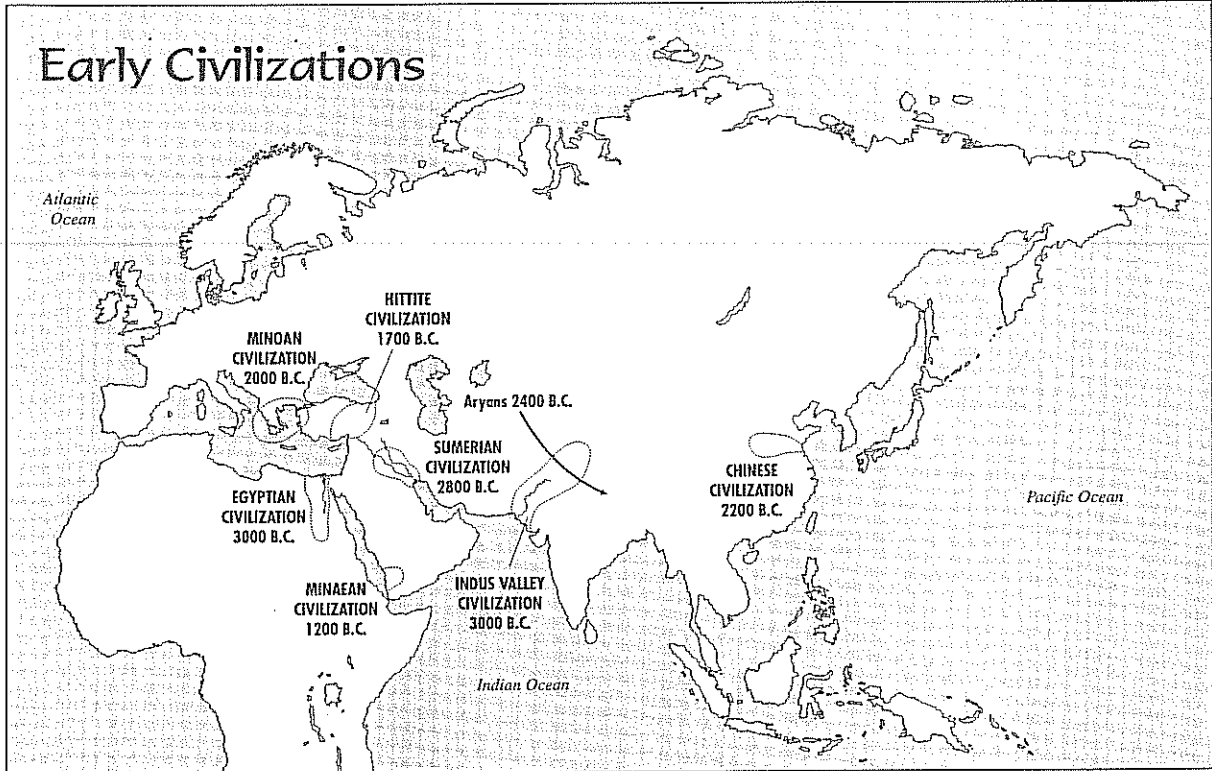 Early Civilizations
Atlantic
Ocean
HITTITE
CIVILIZATION
1700 B.C.
MINOAN
CIVILIZATION
2000 B.C.
Aryans 2400 B.C.
SUMERIAN
CIVILIZATION
2800 B.C.
CHINESE
CIVILIZATION
2200 B.C.
EGYPTIAN
CIVILIZATION
3000 B.C.
Pacific Ocean
MINAEAN
CIVILIZATION
1200 B.C.
INDUS VALLEY
CIVILIZATION
3000 B.C.
Indian Ocean